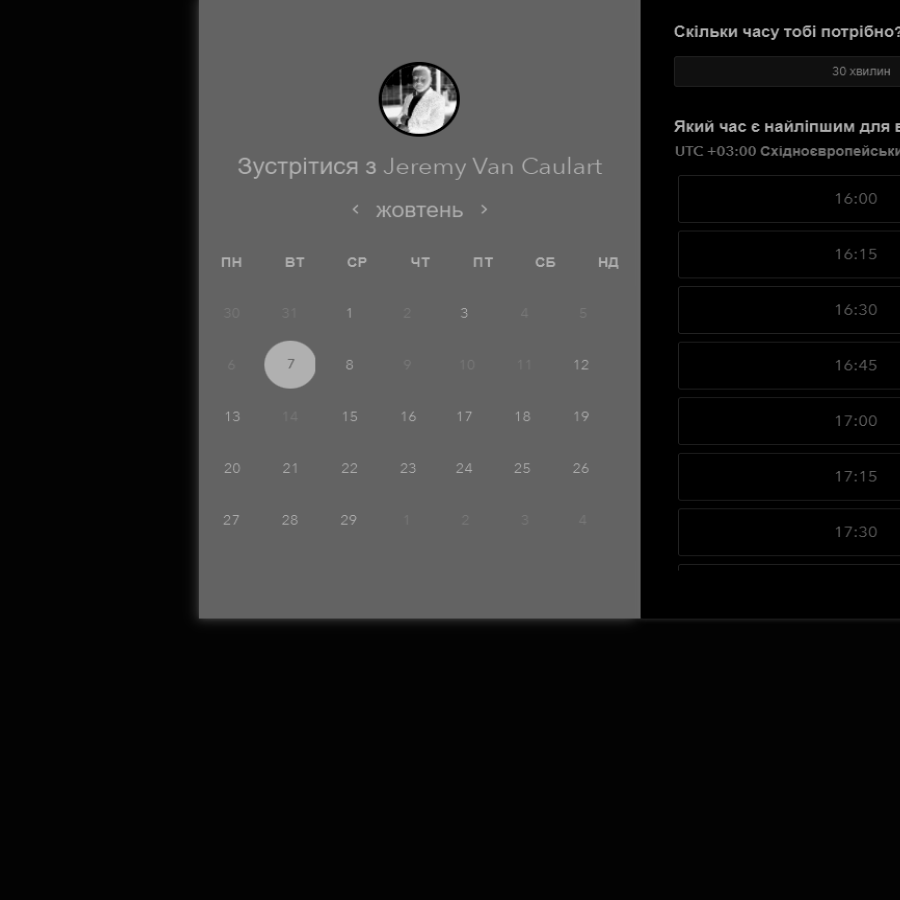 Зустрітися з Jeremy Van Caulart
< жовтень >
ПН ВТ СР ЧТ ПТ СБ НД
30 31 1 2 3 4 5
6 7 8 9 10 11 12
13 14 15 16 17 18 19
20 21 22 23 24 25 26
27 28 29 1 2 3 4
Скільки часу тобі потрібно?
30 хвилин
Який час є найліпшим для
UTC +03:00 Східноєвропейськи
16:00
16:15
16:30
16:45
17:00
17:15
17:30